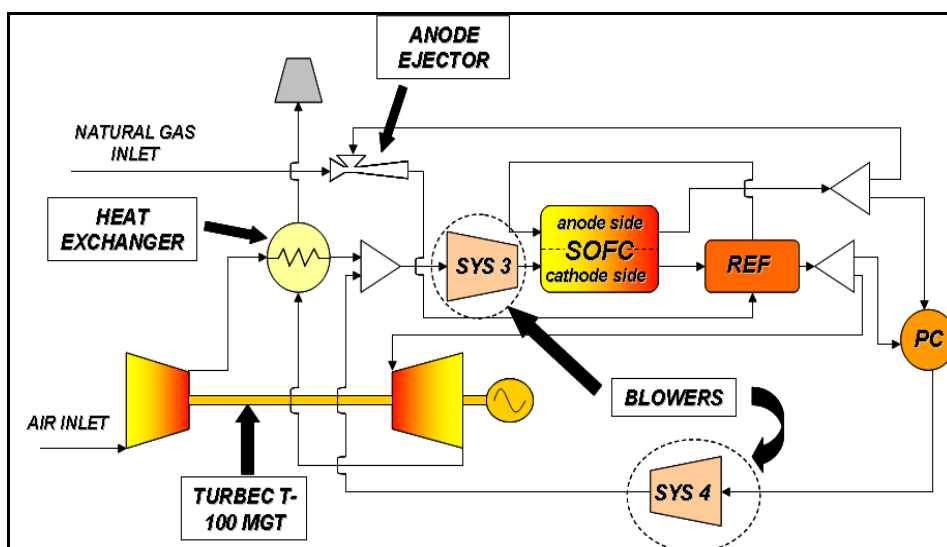 ANODE
EJECTOR
NATURAL GAS
INLET
HEAT
EXCHANGER
SYS 3
anode side
SOFC
cathode side
REF
PC
BLOWERS
AIR INLET
TURBEC T-
100 MGT
SYS 4